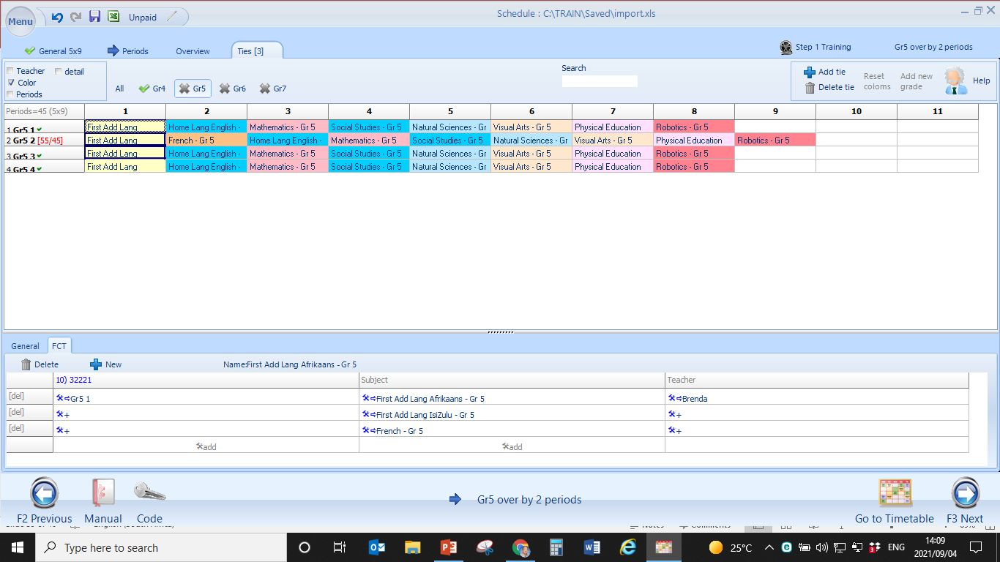 Menu Unpaid Schedule : C:\TRAIN\Saved\import.xls
General 5x9 Periods Overview Ties [3] Step 1 Training Gr5 over by 2 periods
Teacher detail
Color
Periods
All Gr4 Gr5 Gr6 Gr7
Search
Add tie
Delete tie
Reset coloms
Add new grade
Help
Periods=45 (5x9) 1 2 3 4 5 6 7 8 9 10 11
1 Gr5 1 First Add Lang Home Lang English - Mathematics - Gr 5 Social Studies - Gr 5 Natural Sciences - Gr Visual Arts - Gr 5 Physical Education Robotics - Gr 5
2 Gr5 2 [55/45] First Add Lang French - Gr 5 Home Lang English - Mathematics - Gr 5 Social Studies - Gr 5 Natural Sciences - Gr Visual Arts - Gr 5 Physical Education Robotics - Gr 5
3 Gr5 3 First Add Lang Home Lang English - Mathematics - Gr 5 Social Studies - Gr 5 Natural Sciences - Gr Visual Arts - Gr 5 Physical Education Robotics - Gr 5
4 Gr5 4 First Add Lang Home Lang English - Mathematics - Gr 5 Social Studies - Gr 5 Natural Sciences - Gr Visual Arts - Gr 5 Physical Education Robotics - Gr 5
General FCT
Delete New Name:First Add Lang Afrikaans - Gr 5
10) 32221 Subject Teacher
[del] Gr5 1 First Add Lang Afrikaans - Gr 5 Brenda
[del] + First Add Lang IsiZulu - Gr 5 +
[del] + French - Gr 5 +
add add
Gr5 over by 2 periods
F2 Previous Manual Code Go to Timetable F3 Next
Type here to search 25°C ENG 14:09
2021/09/04